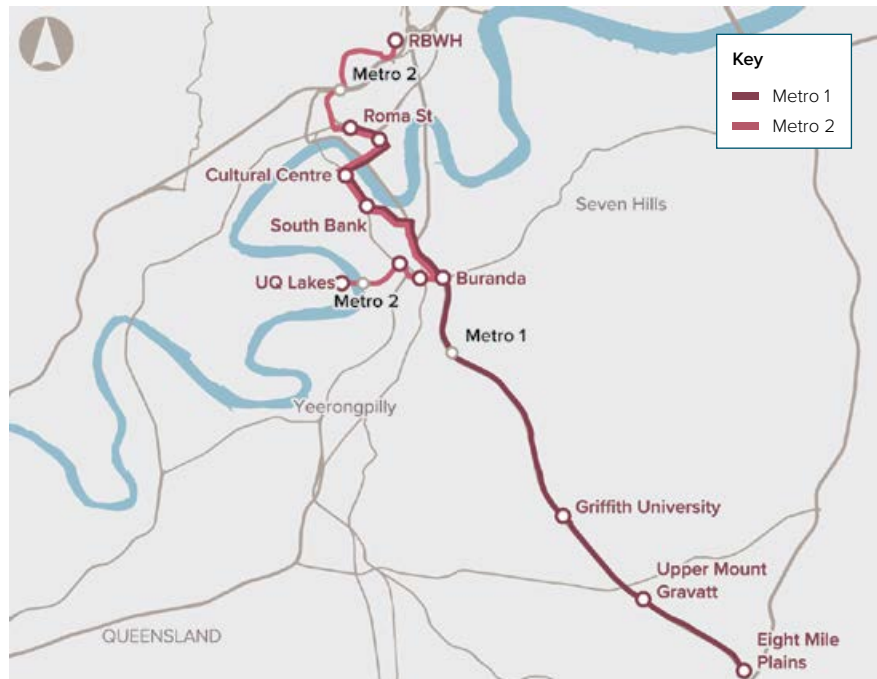 RBWH
Metro 2
Roma St
Cultural Centre
South Bank
UQ Lakes
Metro 2
Buranda
Metro 1
Seven Hills
Yeerongpilly
Griffith University
Upper Mount
Gravatt
Eight Mile
Plains
QUEENSLAND
Key
Metro 1
Metro 2